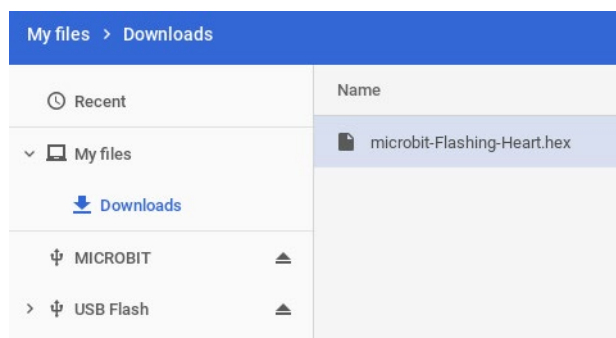 My files > Downloads
Recent
Name
My files
microbit-Flashing-Heart.hex
Downloads
MICROBIT
USB Flash